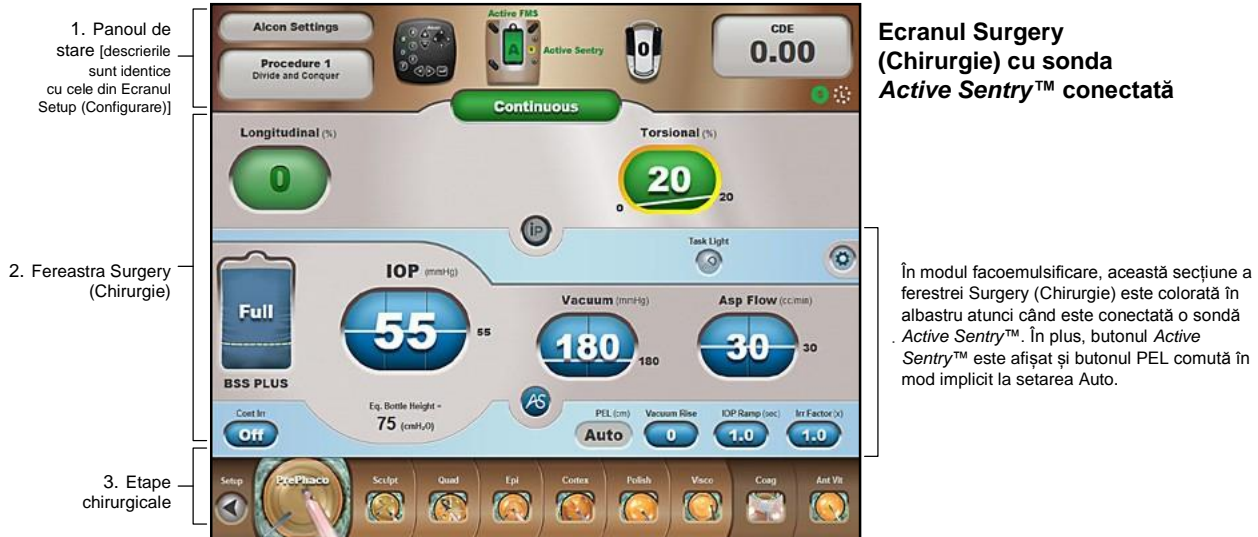 1. Panoul de
stare [descrierile
sunt identice
cu cele din Ecranul
Setup (Configurare)]
2. Fereastra Surgery
(Chirurgie)
3. Etape
chirurgicale
Alcon Settings
Procedure 1
Divide and Conquer
Active FMS
A
Active Sentry
0
CDE
0.00
S
L
Continuous
Longitudinal (%)
0
Torsional (%)
20
0
20
iP
Task Light
Full
BSS PLUS
IOP (mmHg)
55
55
Vacuum (mmHg)
180
180
Asp Flow (cc/min)
30
30
Eq. Bottle Height =
75 (cmH₂O)
AS
Cont Irr
Off
PEL (cm)
Auto
Vacuum Rise
0
IOP Ramp (sec)
1.0
Irr Factor (x)
1.0
Setup
PrePhaco
Sculpt
Quad
Epi
Cortex
Polish
Visco
Coag
Ant Vit
Ecranul Surgery
(Chirurgie) cu sonda
Active Sentry™ conectată
În modul facoemulsificare, această secțiune a
ferestrei Surgery (Chirurgie) este colorată în
albastru atunci când este conectată o sondă
. Active Sentry™. În plus, butonul Active
Sentry™ este afișat și butonul PEL comută în
mod implicit la setarea Auto.